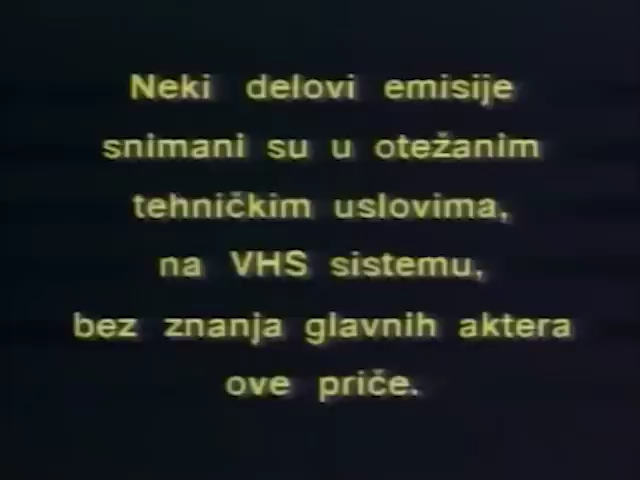 Neki delovi emisije
snimani su u otežanim
tehničkim uslovima,
na VHS sistemu,
bez znanja glavnih aktera
ove priče.